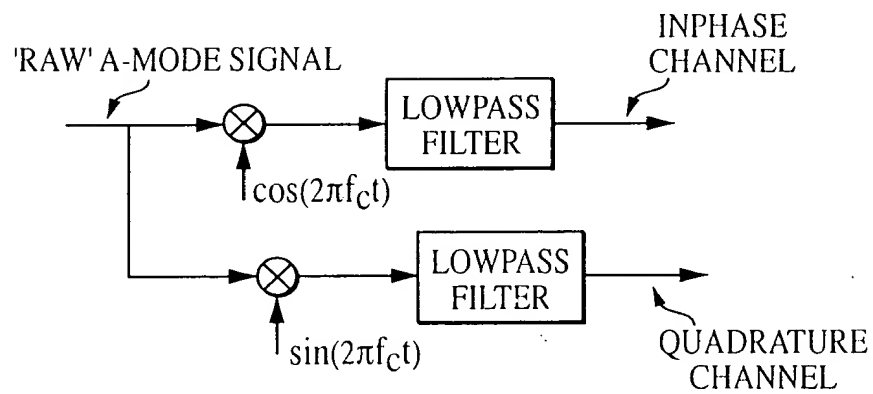 'RAW' A-MODE SIGNAL
INPHASE
CHANNEL
LOWPASS
FILTER
cos(2πfct)
LOWPASS
FILTER
sin(2πfct)
QUADRATURE
CHANNEL